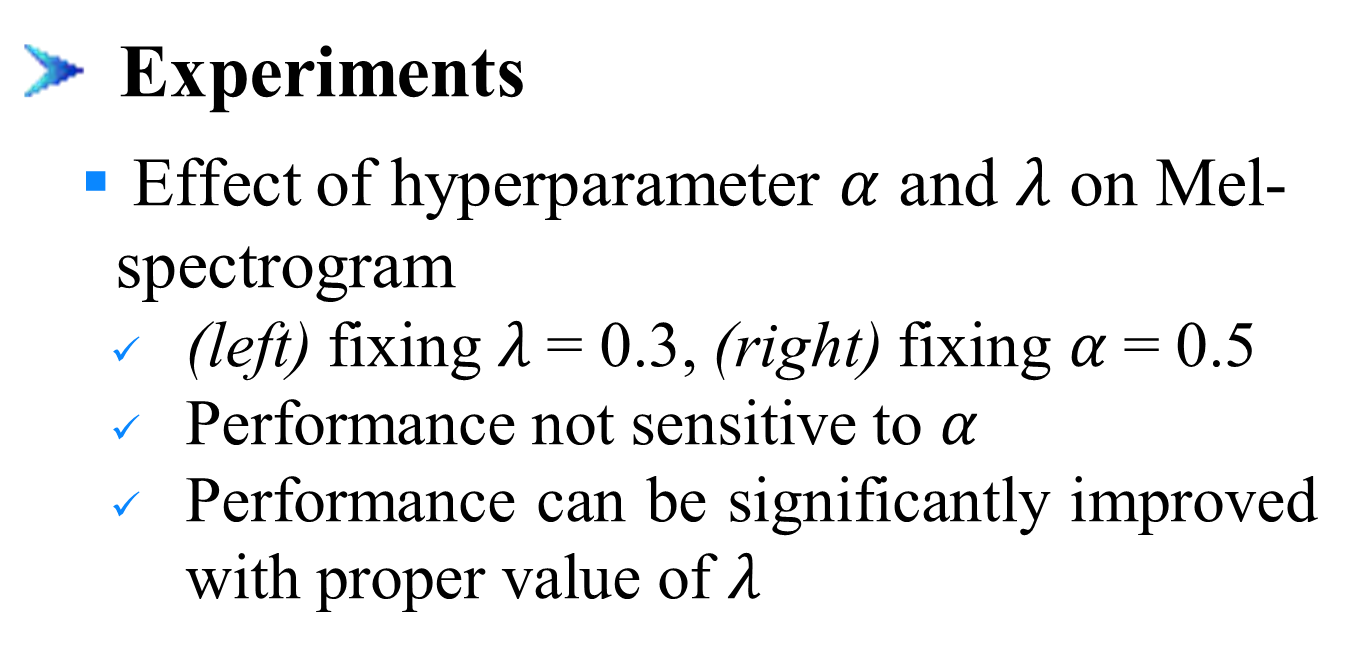 Experiments
Effect of hyperparameter α and λ on Mel-
spectrogram
(left) fixing λ = 0.3, (right) fixing α = 0.5
Performance not sensitive to α
Performance can be significantly improved
with proper value of λ